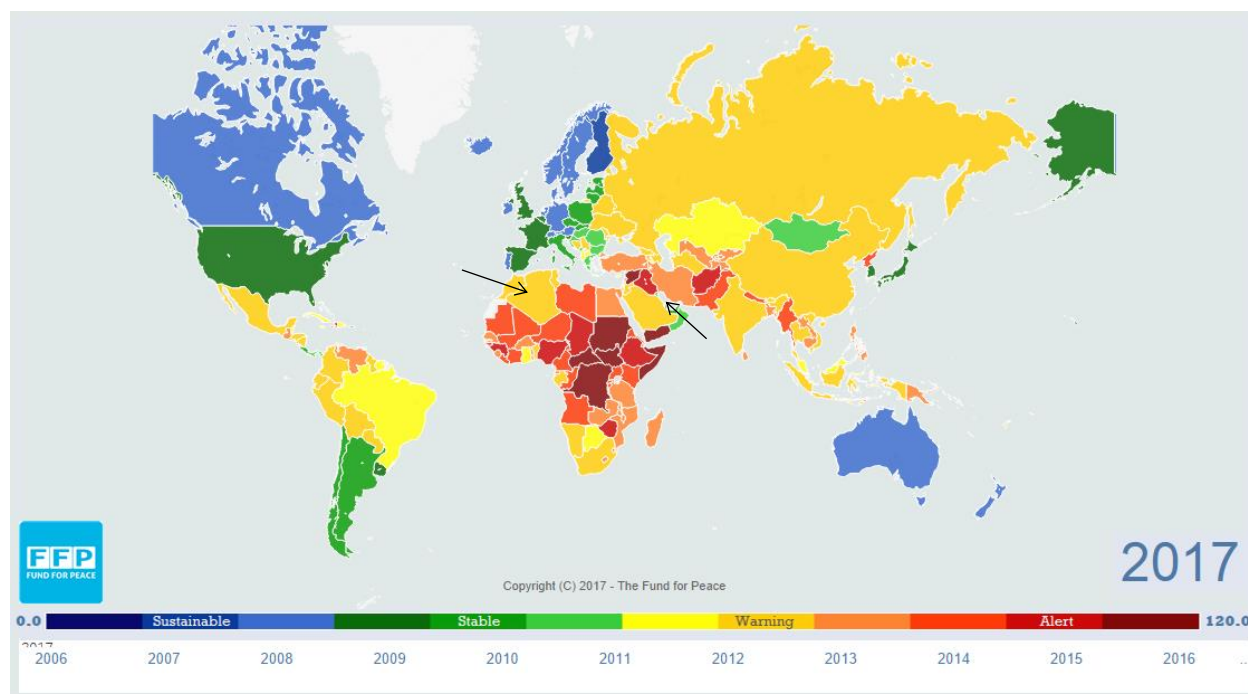 FFP
FUND FOR PEACE
2017
Copyright (C) 2017 - The Fund for Peace
0.0 Sustainable Stable Warning Alert 120.0
2017
2006 2007 2008 2009 2010 2011 2012 2013 2014 2015 2016 ...